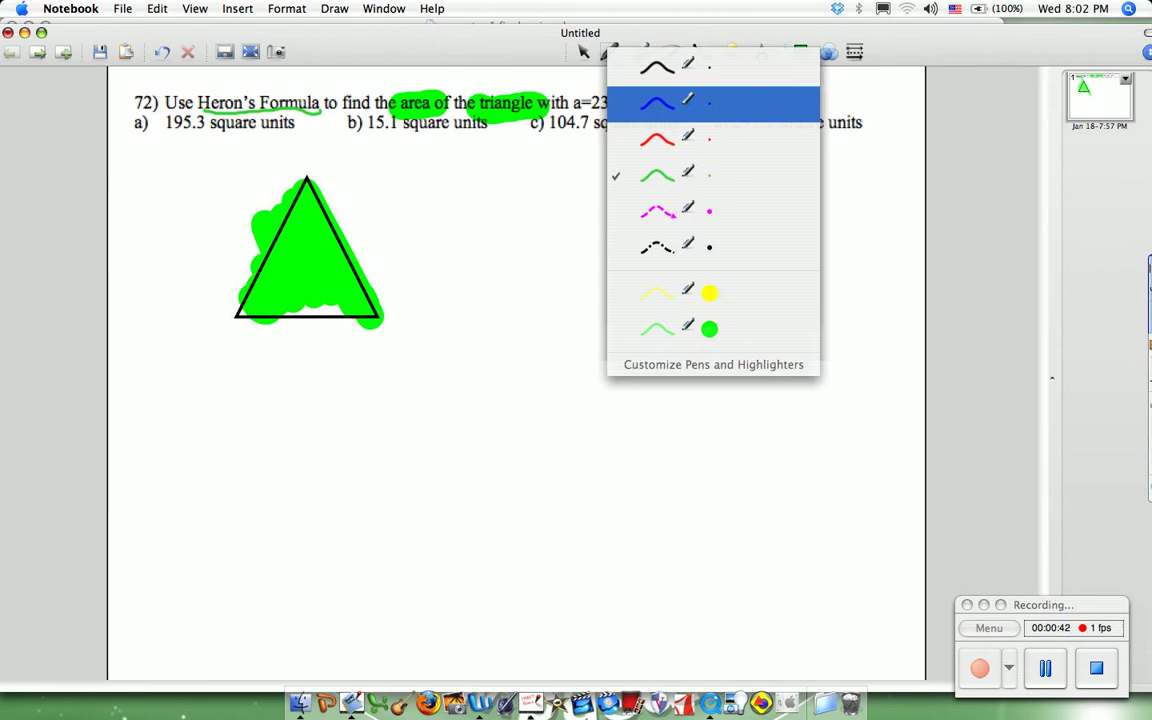 Notebook File Edit View Insert Format Draw Window Help (100%) Wed 8:02 PM
Untitled
72) Use Heron's Formula to find the area of the triangle with a=23
a) 195.3 square units b) 15.1 square units c) 104.7 sq e units
Jan 18-7:57 PM
Customize Pens and Highlighters
Recording...
Menu 00:00:42 1 fps